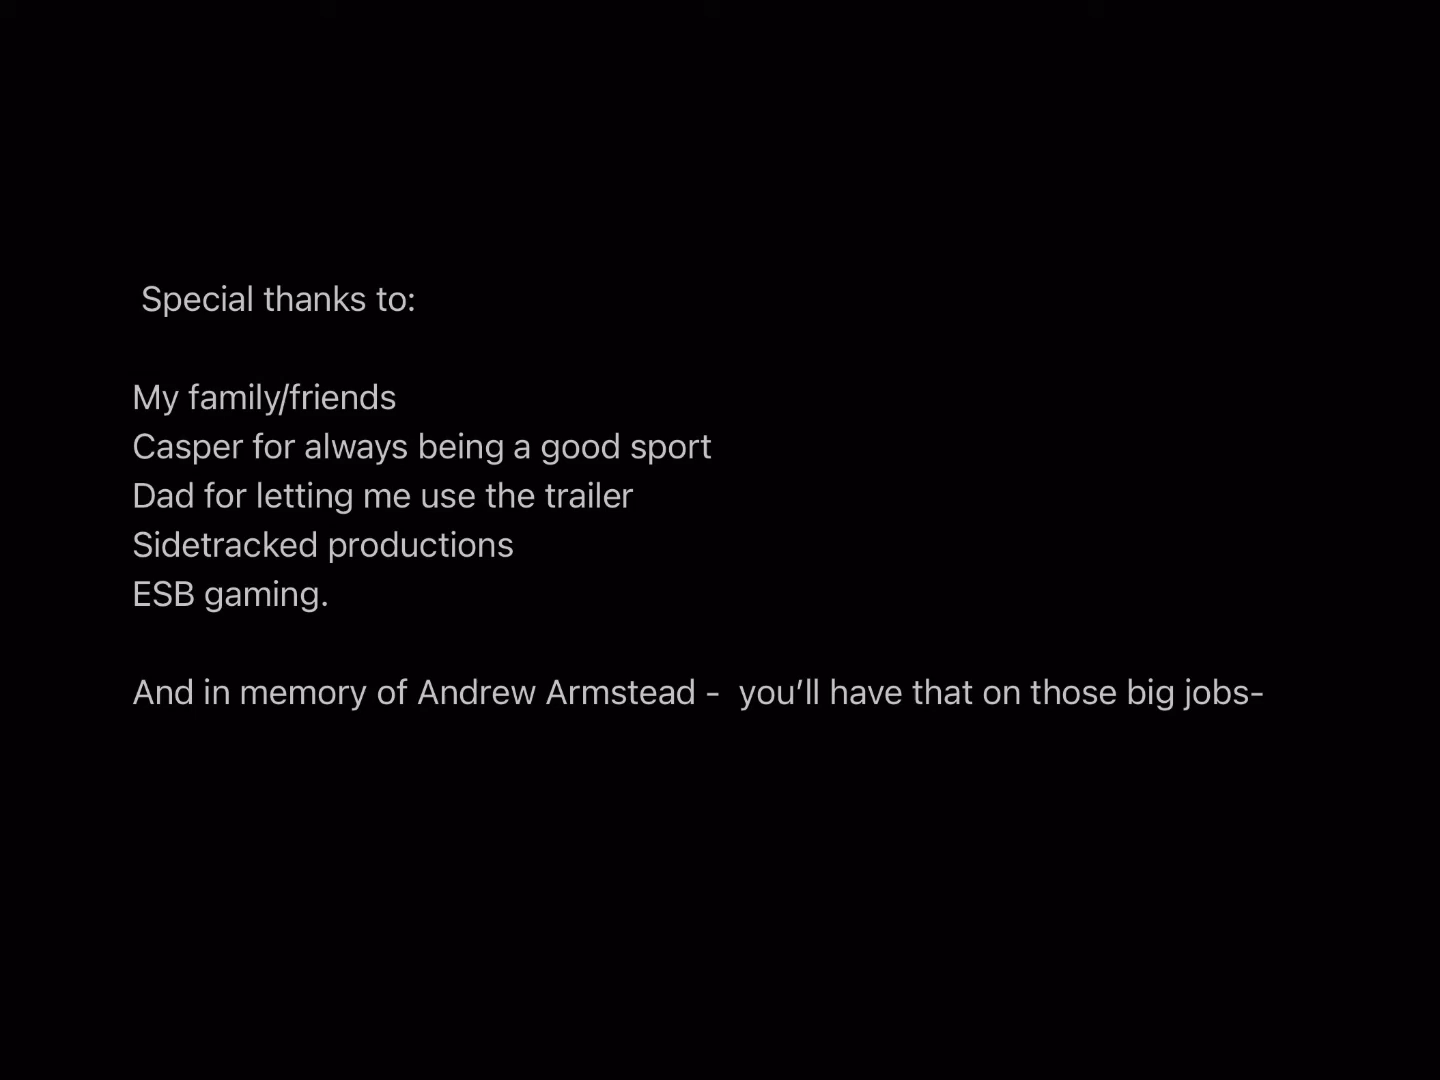 Special thanks to:
My family/friends
Casper for always being a good sport
Dad for letting me use the trailer
Sidetracked productions
ESB gaming.
And in memory of Andrew Armstead -  you’ll have that on those big jobs-